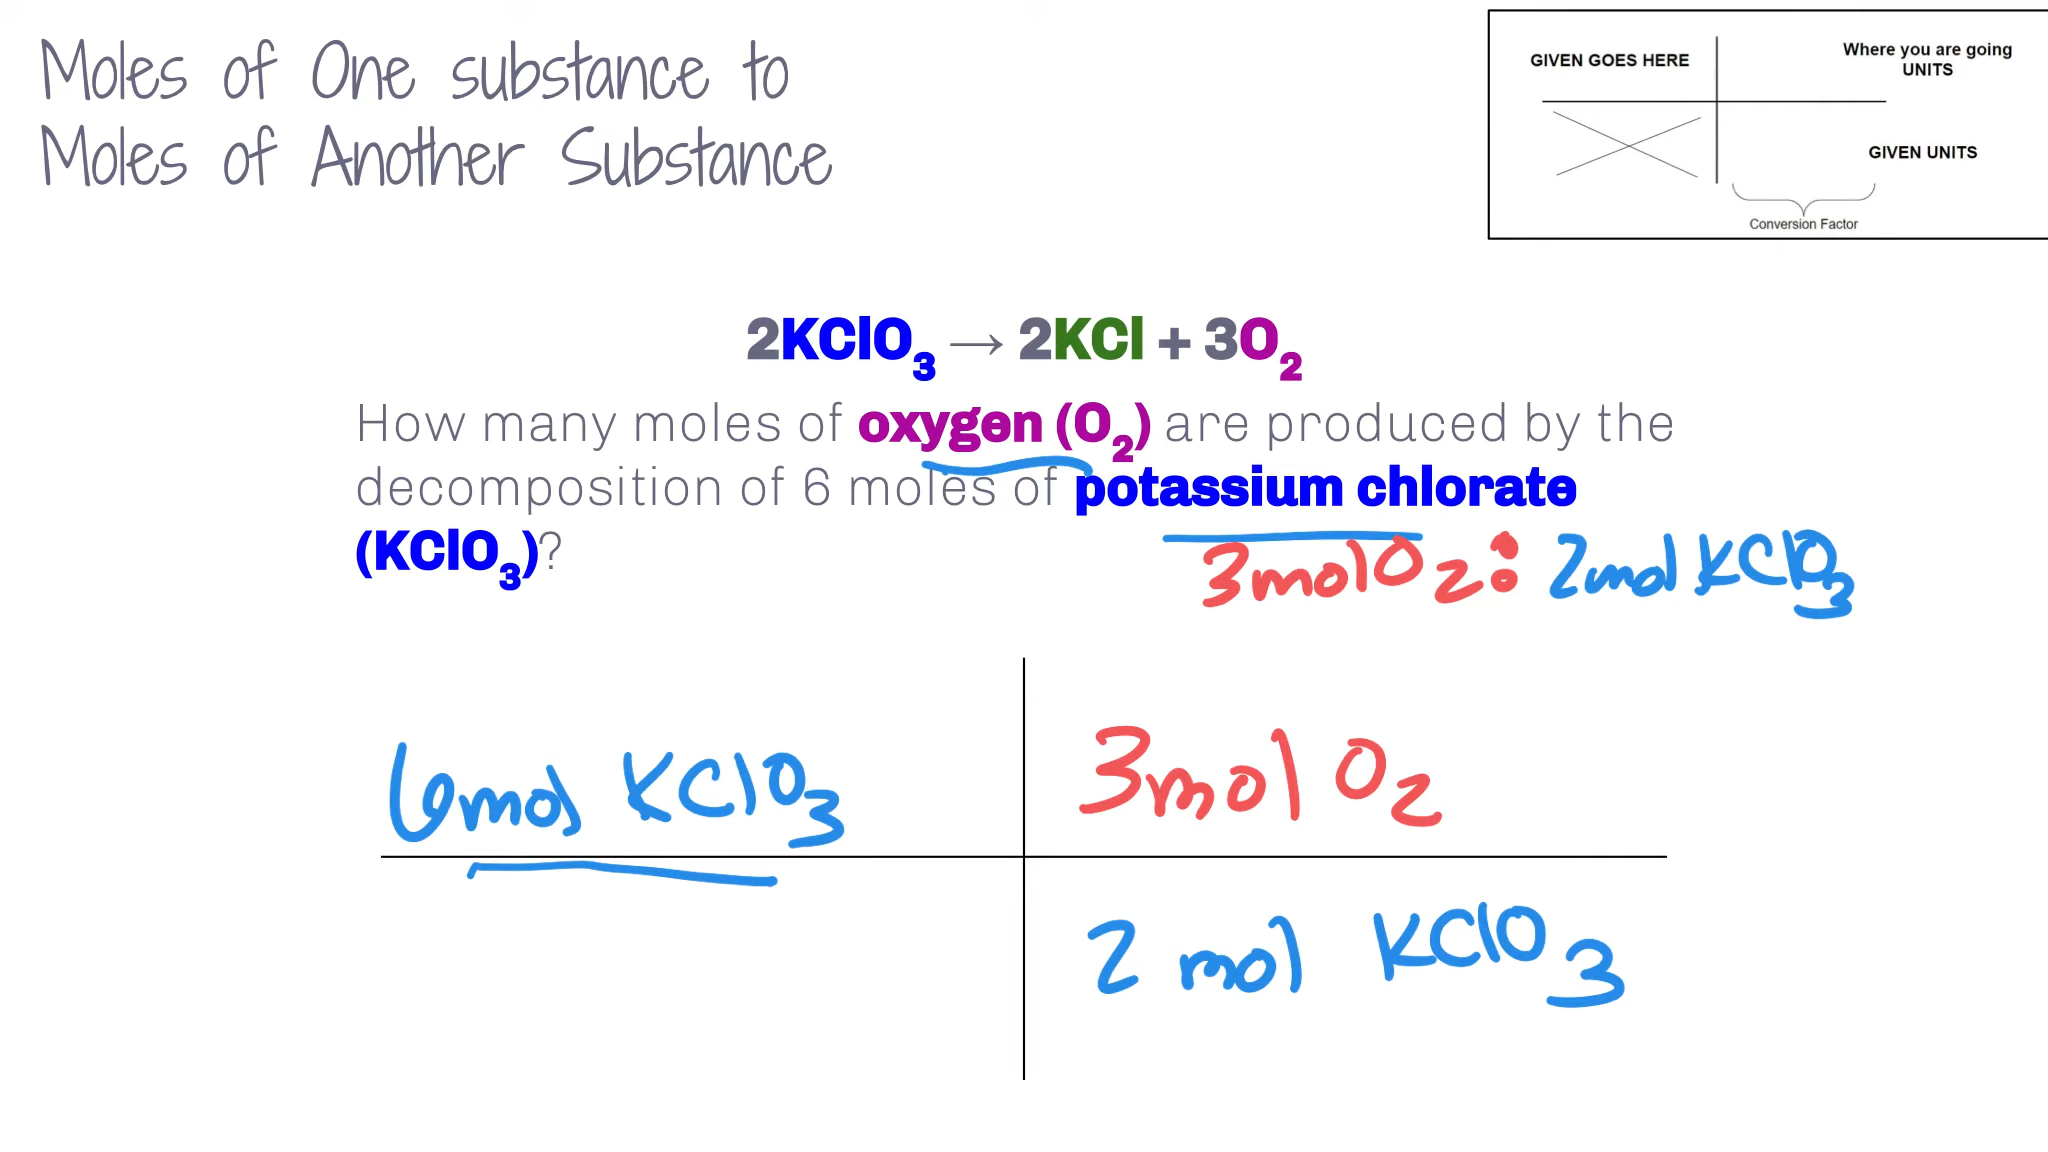 Moles of One substance to
Moles of Another Substance
GIVEN GOES HERE
Where you are going
UNITS
GIVEN UNITS
Conversion Factor
2KClO₃ → 2KCl + 3O₂
How many moles of oxygen (O₂) are produced by the
decomposition of 6 moles of potassium chlorate
(KClO₃)?
3mol O₂ : 2mol KClO₃
6mol KClO₃
3mol O₂
2 mol KClO₃